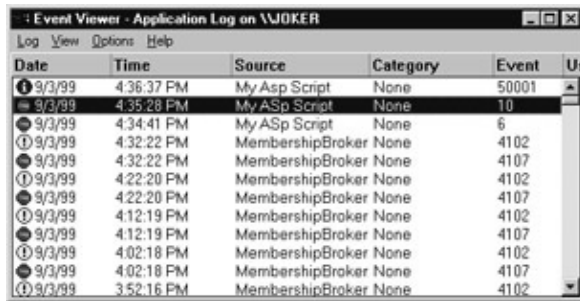 Event Viewer - Application Log on \\JOKER
Log View Options Help
Date Time Source Category Event U
9/3/99 4:36:37 PM My Asp Script None 50001
9/3/99 4:35:28 PM My ASp Script None 10
9/3/99 4:34:41 PM My ASp Script None 6
9/3/99 4:32:22 PM MembershipBroker None 4102
9/3/99 4:32:22 PM MembershipBroker None 4107
9/3/99 4:22:20 PM MembershipBroker None 4102
9/3/99 4:22:20 PM MembershipBroker None 4107
9/3/99 4:12:19 PM MembershipBroker None 4102
9/3/99 4:12:19 PM MembershipBroker None 4107
9/3/99 4:02:18 PM MembershipBroker None 4102
9/3/99 4:02:18 PM MembershipBroker None 4107
9/3/99 3:52:16 PM MembershipBroker None 4102